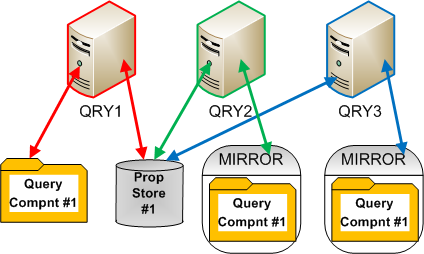 QRY1
QRY2
QRY3
Query
Compnt #1
Prop
Store
#1
MIRROR
Query
Compnt #1
MIRROR
Query
Compnt #1